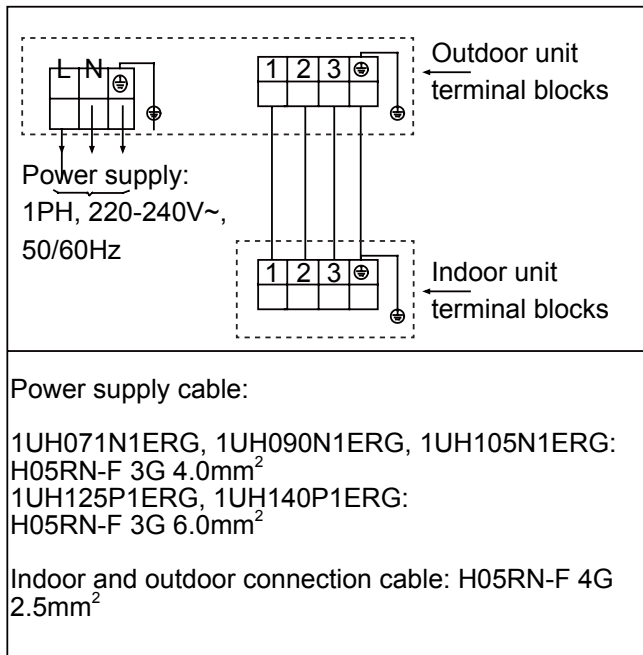 L N
1 2 3
Outdoor unit
terminal blocks
Power supply:
1PH, 220-240V~,
50/60Hz
1 2 3
Indoor unit
terminal blocks
Power supply cable:
1UH071N1ERG, 1UH090N1ERG, 1UH105N1ERG:
H05RN-F 3G 4.0mm²
1UH125P1ERG, 1UH140P1ERG:
H05RN-F 3G 6.0mm²
Indoor and outdoor connection cable: H05RN-F 4G
2.5mm²